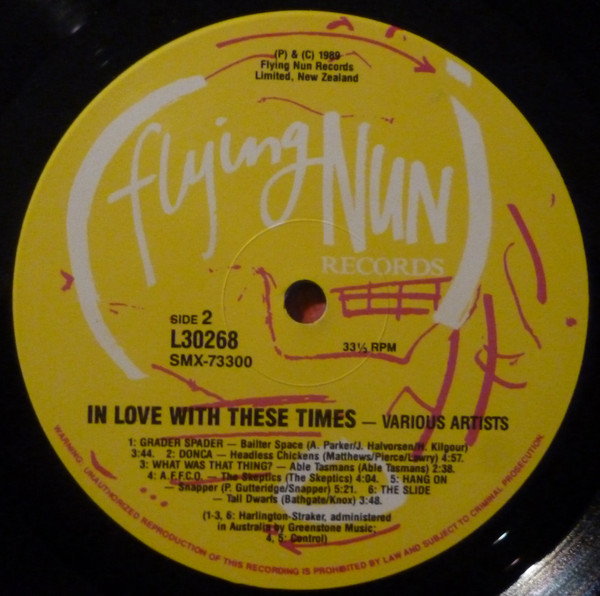 (P) & (C) 1989
Flying Nun Records
Limited, New Zealand
flying NUN
RECORDS
SIDE 2
L30268
SMX-73300
33⅓ RPM
IN LOVE WITH THESE TIMES — VARIOUS ARTISTS
1: GRADER SPADER — Bailter Space (A. Parker/J. Halvorsen/H. Kilgour)
3:44. 2: DONCA — Headless Chickens (Matthews/Pierce/Lawry) 4:57.
3: WHAT WAS THAT THING? — Able Tasmans (Able Tasmans) 2:38.
4: A.F.F.C.O. — The Skeptics (The Skeptics) 4:04. 5: HANG ON
— Snapper (P. Gutteridge/Snapper) 5:21. 6: THE SLIDE
— Tall Dwarfs (Bathgate/Knox) 3:48.
(1-3, 6: Harlington-Straker, administered
in Australia by Greenstone Music;
4, 5: Control)
WARNING: UNAUTHORIZED REPRODUCTION OF THIS RECORDING IS PROHIBITED BY LAW AND SUBJECT TO CRIMINAL PROSECUTION